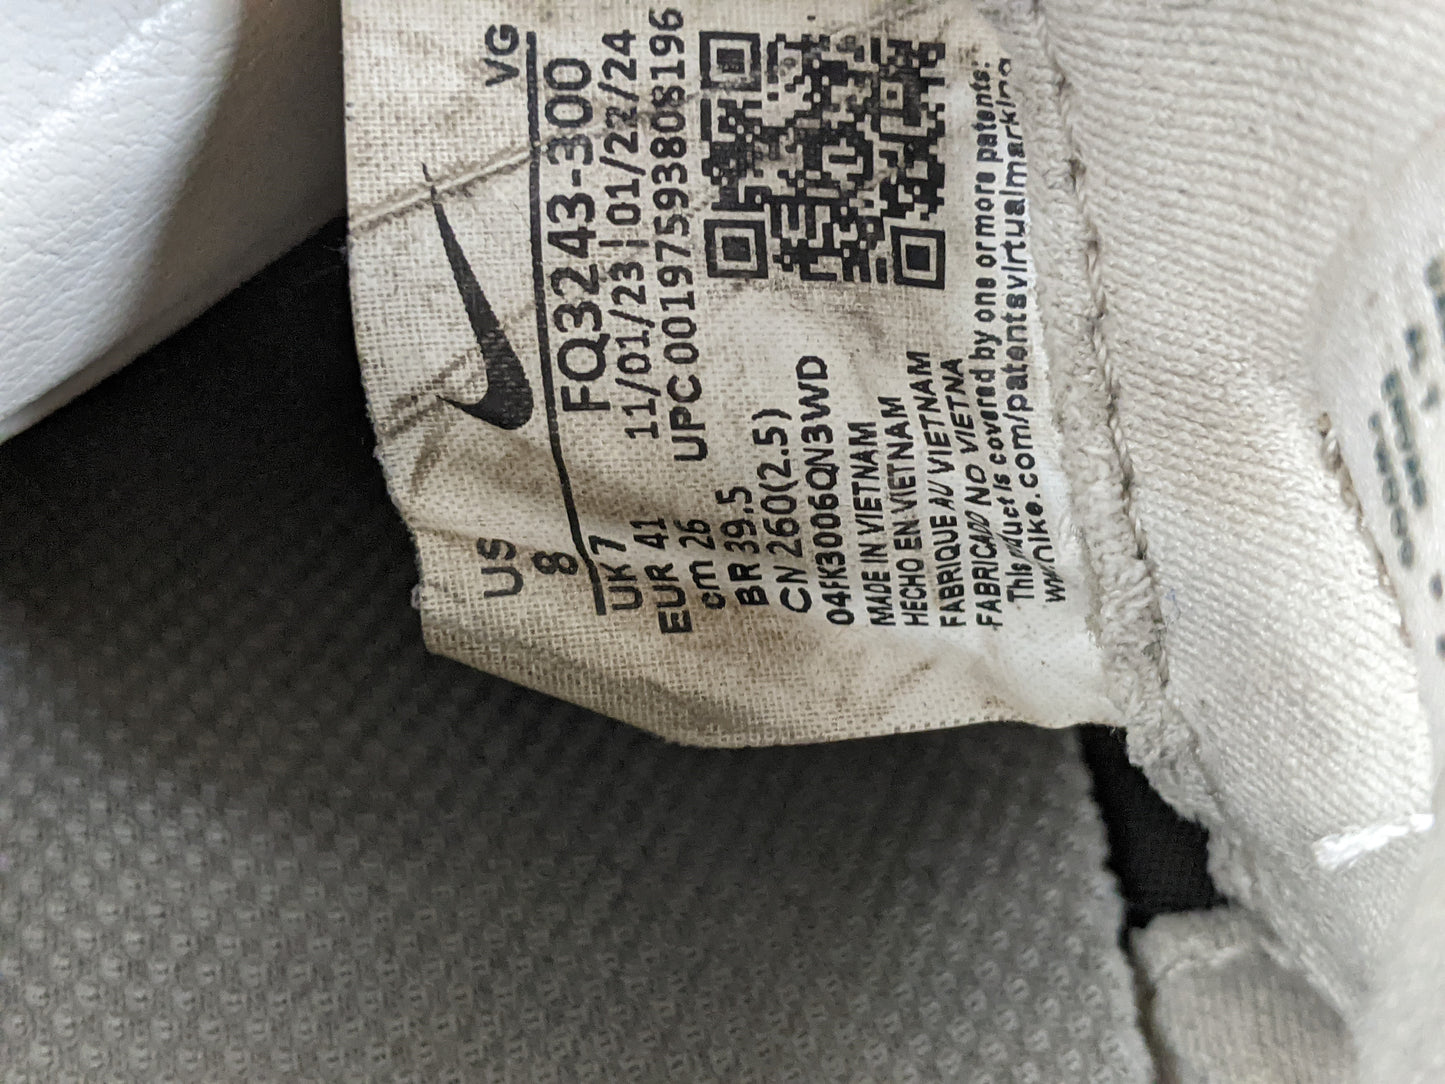 US VG
8
FQ3243-300
UK 7 11/01/23|01/22/24
EUR 41 UPC 00197593808196
cm 26
BR 39.5
CN 260(2.5)
04FK3006QN3WD
MADE IN VIETNAM
HECHO EN VIETNAM
FABRIQUE AU VIETNAM
FABRICADO NO VIETNA
This product is covered by one or more patents:
www.nike.com/patentsvirtualmarking